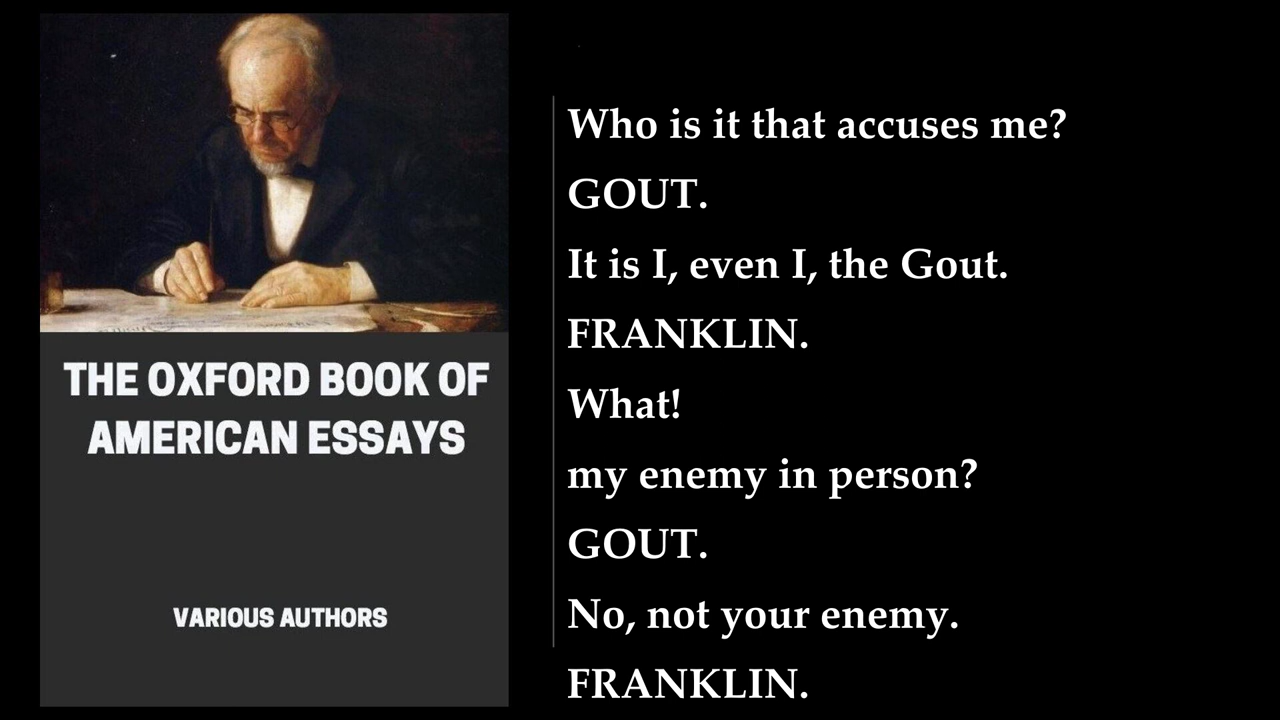 THE OXFORD BOOK OF
AMERICAN ESSAYS
VARIOUS AUTHORS
Who is it that accuses me?
GOUT.
It is I, even I, the Gout.
FRANKLIN.
What!
my enemy in person?
GOUT.
No, not your enemy.
FRANKLIN.